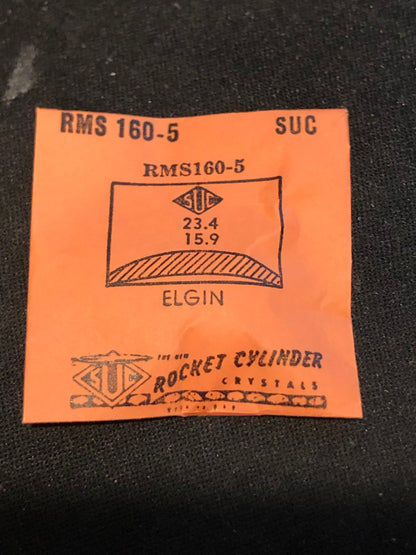 RMS 160-5 SUC
RMS160-5
SUC
23.4
15.9
ELGIN
THE NEW
SUC ROCKET CYLINDER
CRYSTALS